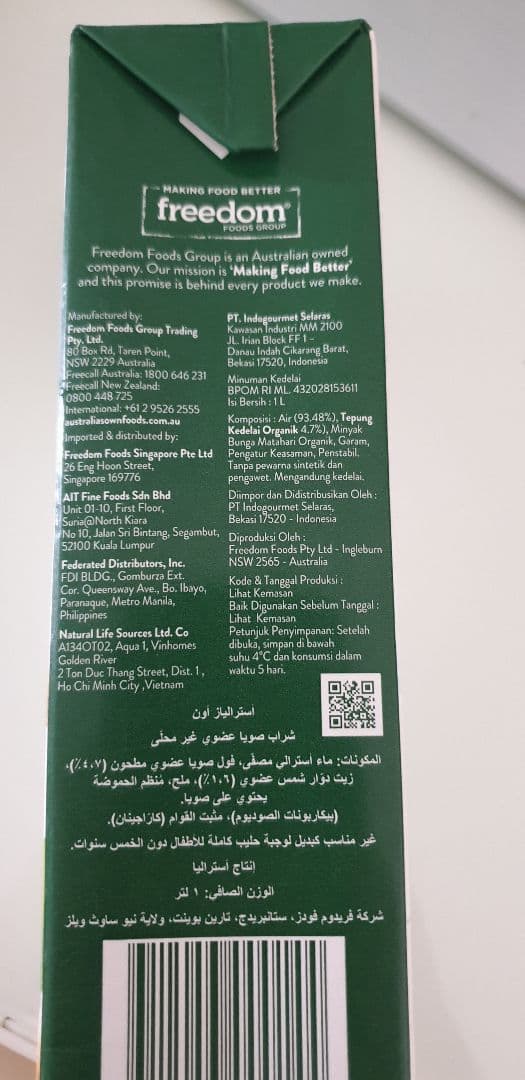 MAKING FOOD BETTER
freedom®
FOODS GROUP
Freedom Foods Group is an Australian owned
company. Our mission is 'Making Food Better'
and this promise is behind every product we make.
Manufactured by:
Freedom Foods Group Trading
Pty. Ltd.
80 Box Rd, Taren Point,
NSW 2229 Australia
Freecall Australia: 1800 646 231
Freecall New Zealand:
0800 448 725
International: +61 2 9526 2555
australiasownfoods.com.au
Imported & distributed by:
Freedom Foods Singapore Pte Ltd
26 Eng Hoon Street,
Singapore 169776
AIT Fine Foods Sdn Bhd
Unit 01-10, First Floor,
Suria@North Kiara
No 10, Jalan Sri Bintang, Segambut,
52100 Kuala Lumpur
Federated Distributors, Inc.
FDI BLDG., Gomburza Ext.
Cor. Queensway Ave., Bo. Ibayo,
Paranaque, Metro Manila,
Philippines
Natural Life Sources Ltd. Co
A134OT02, Aqua 1, Vinhomes
Golden River
2 Ton Duc Thang Street, Dist. 1,
Ho Chi Minh City ,Vietnam
PT. Indogourmet Selaras
Kawasan Industri MM 2100
JL. Irian Block FF 1 -
Danau Indah Cikarang Barat,
Bekasi 17520, Indonesia
Minuman Kedelai
BPOM RI ML. 432028153611
Isi Bersih : 1 L
Komposisi : Air (93.48%), Tepung
Kedelai Organik 4.7%), Minyak
Bunga Matahari Organik, Garam,
Pengatur Keasaman, Penstabil.
Tanpa pewarna sintetik dan
pengawet. Mengandung kedelai.
Diimpor dan Didistribusikan Oleh :
PT Indogourmet Selaras,
Bekasi 17520 - Indonesia
Diproduksi Oleh :
Freedom Foods Pty Ltd - Ingleburn
NSW 2565 - Australia
Kode & Tanggal Produksi :
Lihat Kemasan
Baik Digunakan Sebelum Tanggal :
Lihat Kemasan
Petunjuk Penyimpanan: Setelah
dibuka, simpan di bawah
suhu 4°C dan konsumsi dalam
waktu 5 hari.
أسترالياز أون
شراب صويا عضوي غير محلّى
المكونات: ماء أسترالي مصفّى، فول صويا عضوي مطحون (٤،٧٪)،
زيت دوّار شمس عضوي (١،٦٪)، ملح، مُنظم الحموضة
يحتوي على صويا.
(بيكاربونات الصوديوم)، مثبت القوام (كاراجينان).
غير مناسب كبديل لوجبة حليب كاملة للأطفال دون الخمس سنوات.
إنتاج أستراليا
الوزن الصافي: ١ لتر
شركة فريدوم فودز، ستانبريدج، تارين بوينت، ولاية نيو ساوث ويلز